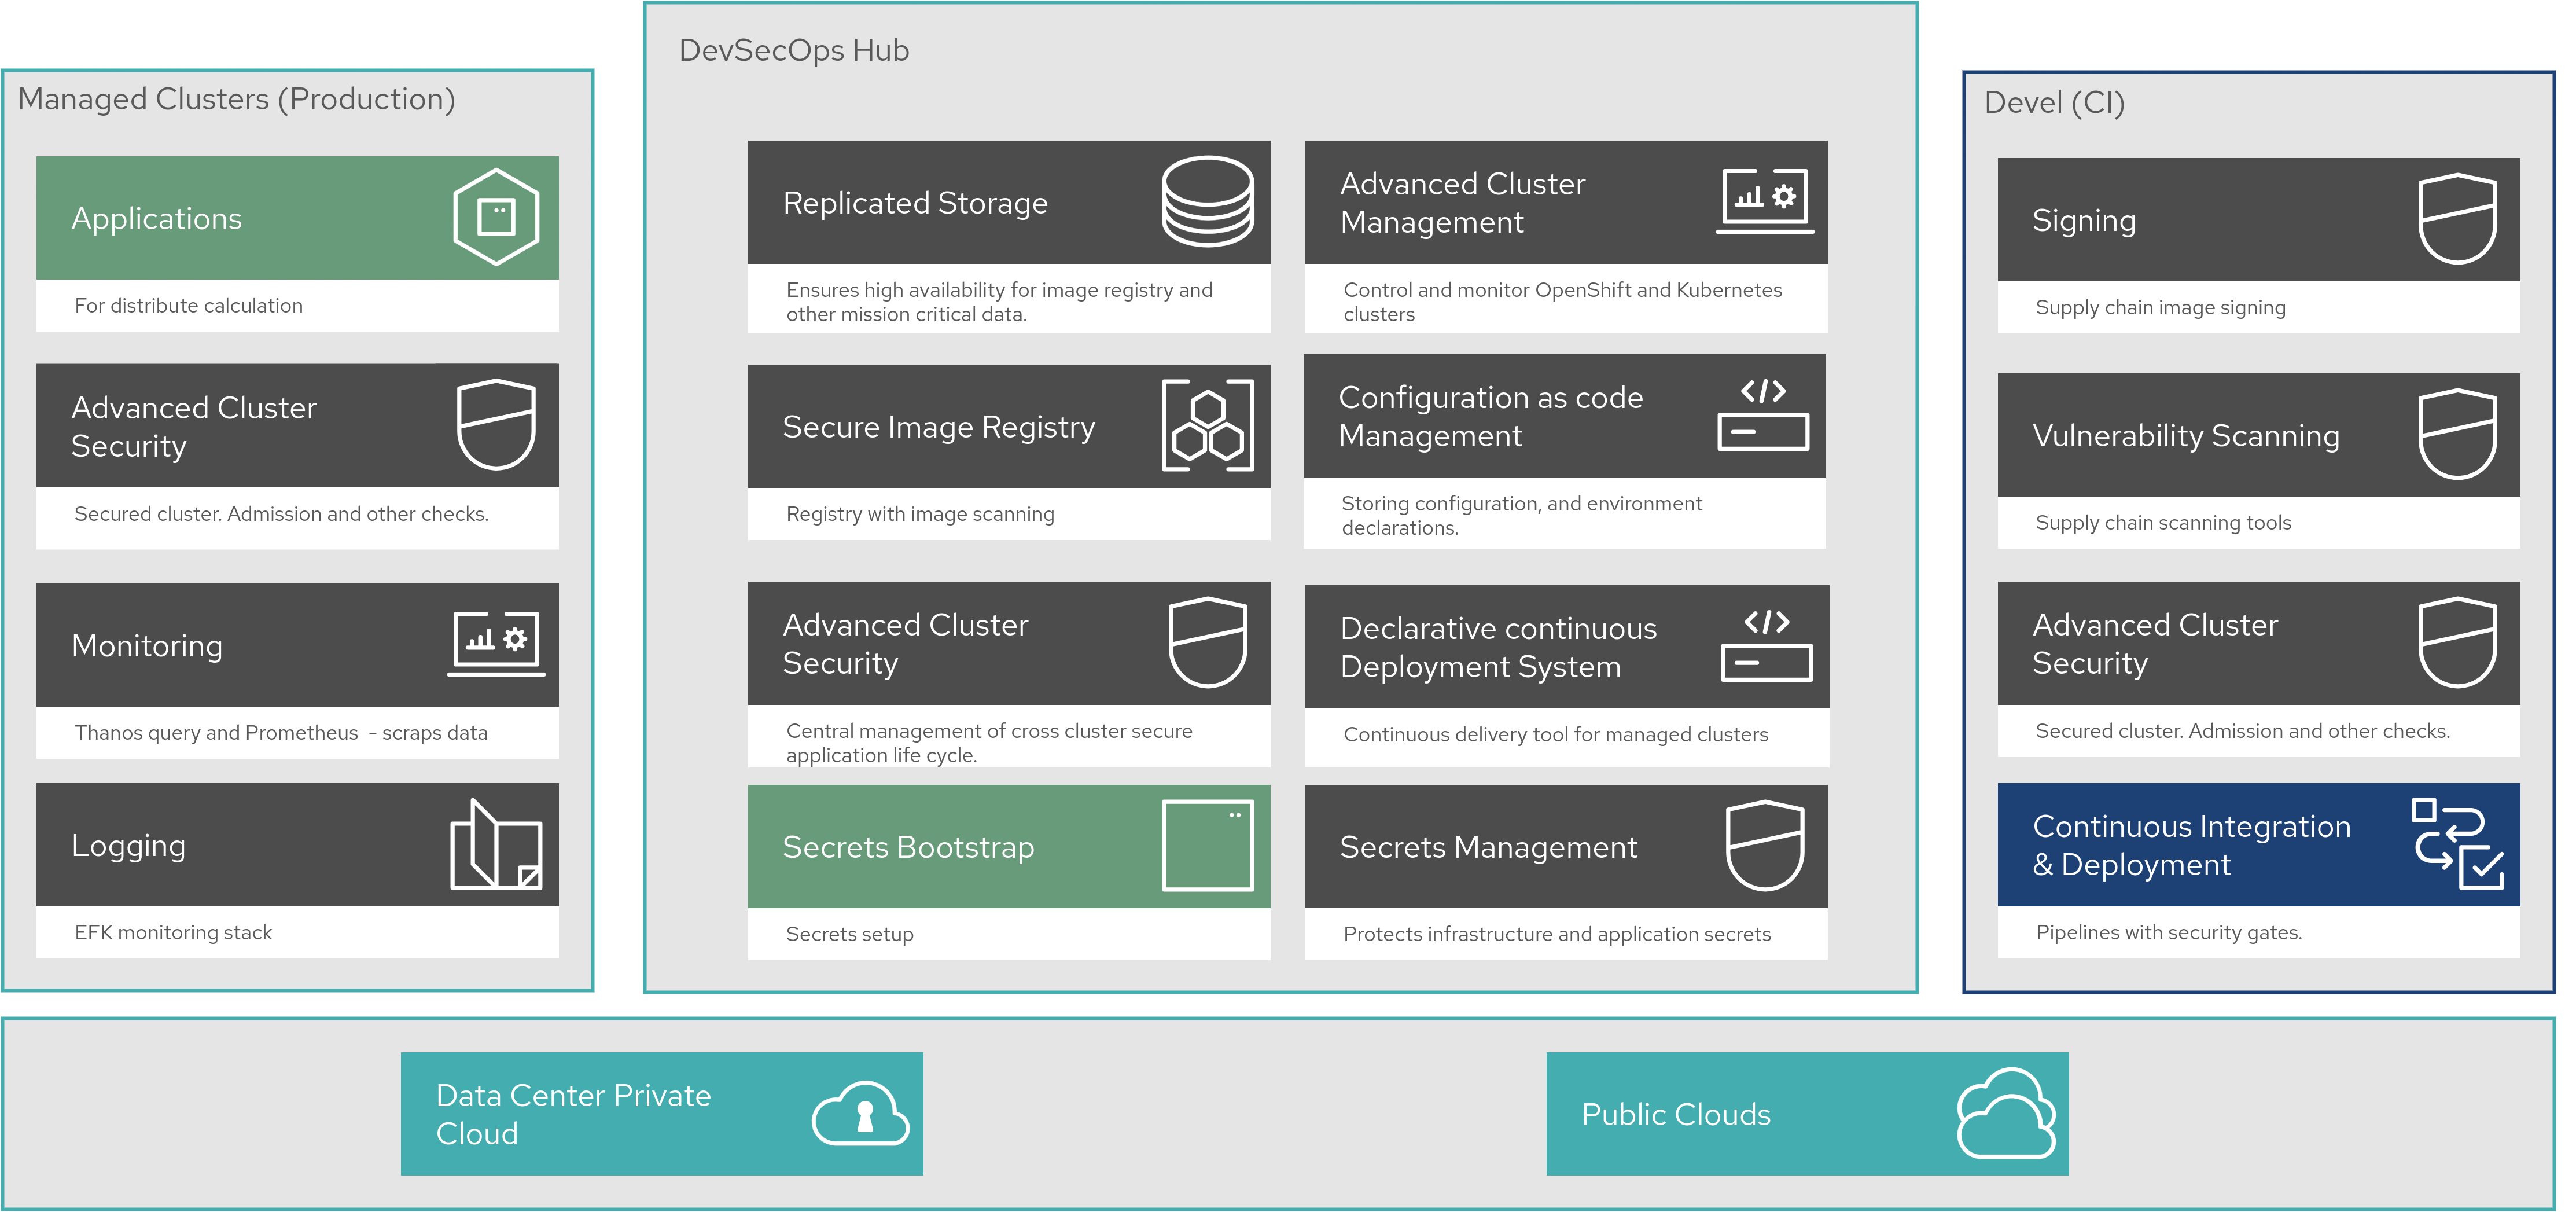 Managed Clusters (Production)
Applications
For distribute calculation
Advanced Cluster
Security
Secured cluster. Admission and other checks.
Monitoring
Thanos query and Prometheus  - scraps data
Logging
EFK monitoring stack
DevSecOps Hub
Replicated Storage
Ensures high availability for image registry and
other mission critical data.
Advanced Cluster
Management
Control and monitor OpenShift and Kubernetes
clusters
Secure Image Registry
Registry with image scanning
Configuration as code
Management
Storing configuration, and environment
declarations.
Advanced Cluster
Security
Central management of cross cluster secure
application life cycle.
Declarative continuous
Deployment System
Continuous delivery tool for managed clusters
Secrets Bootstrap
Secrets setup
Secrets Management
Protects infrastructure and application secrets
Devel (CI)
Signing
Supply chain image signing
Vulnerability Scanning
Supply chain scanning tools
Advanced Cluster
Security
Secured cluster. Admission and other checks.
Continuous Integration
& Deployment
Pipelines with security gates.
Data Center Private
Cloud
Public Clouds